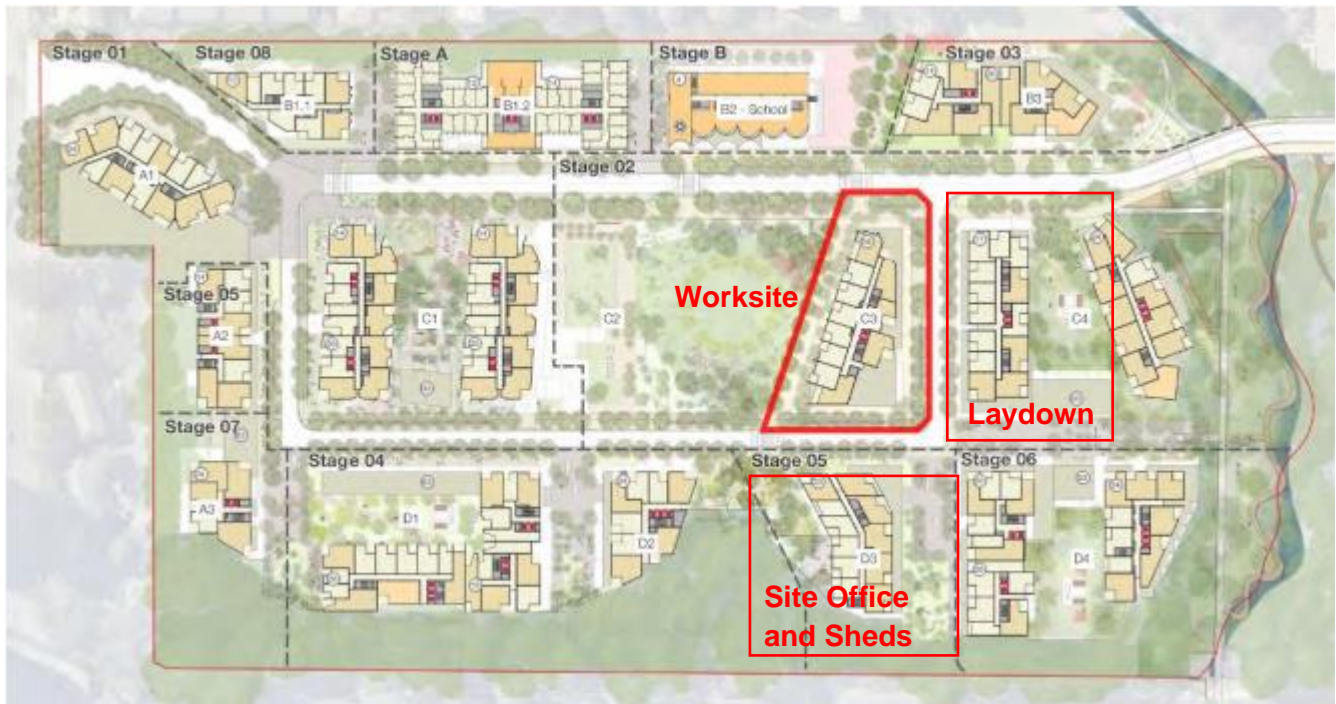 Stage 01
Stage 08
Stage A
Stage B
Stage 03
B1.1
B1.2
B2 - School
B3
A1
Stage 02
Stage 05
A2
C1
C2
Worksite
C3
C4
Laydown
Stage 07
A3
Stage 04
D1
D2
Stage 05
D3
Site Office
and Sheds
Stage 06
D4